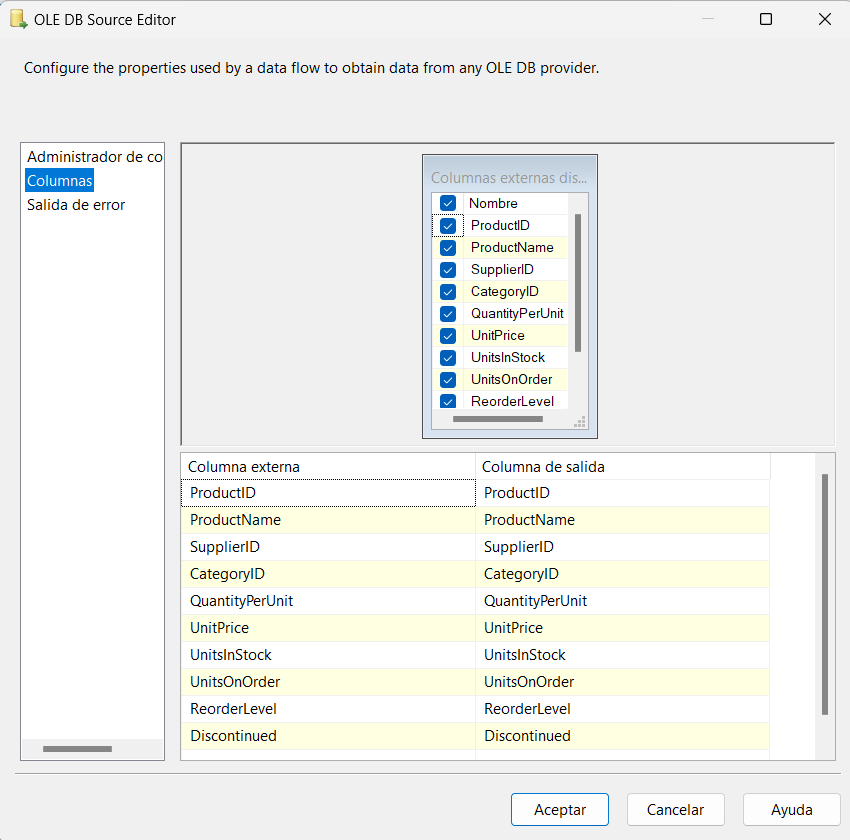 OLE DB Source Editor
Configure the properties used by a data flow to obtain data from any OLE DB provider.
Administrador de co
Columnas
Salida de error
Columnas externas dis...
Nombre
ProductID
ProductName
SupplierID
CategoryID
QuantityPerUnit
UnitPrice
UnitsInStock
UnitsOnOrder
ReorderLevel
Columna externa Columna de salida
ProductID ProductID
ProductName ProductName
SupplierID SupplierID
CategoryID CategoryID
QuantityPerUnit QuantityPerUnit
UnitPrice UnitPrice
UnitsInStock UnitsInStock
UnitsOnOrder UnitsOnOrder
ReorderLevel ReorderLevel
Discontinued Discontinued
Aceptar Cancelar Ayuda